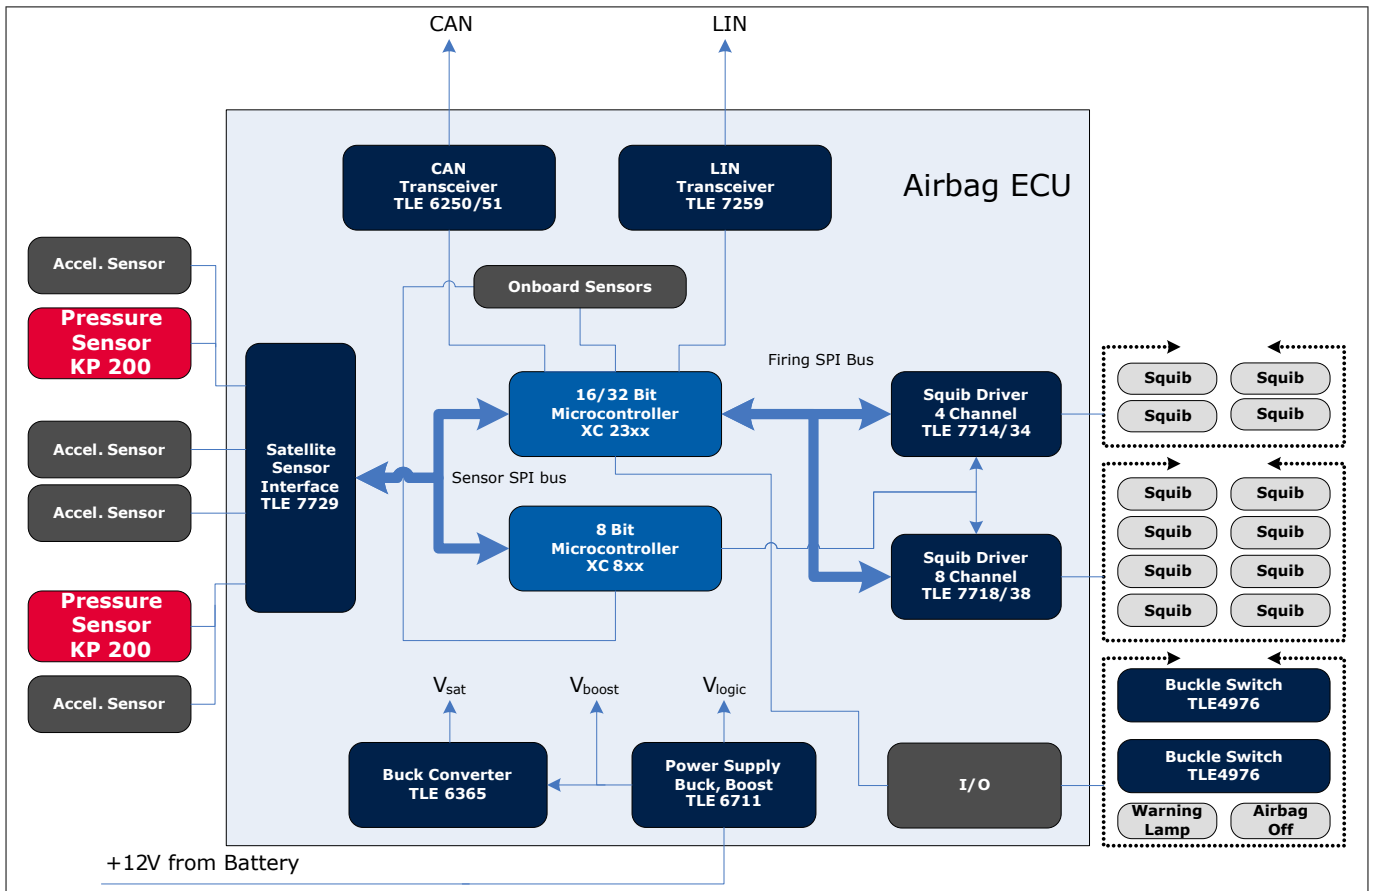 CAN
LIN
CAN
Transceiver
TLE 6250/51
LIN
Transceiver
TLE 7259
Airbag ECU
Accel. Sensor
Onboard Sensors
Pressure
Sensor
KP 200
Firing SPI Bus
16/32 Bit
Microcontroller
XC 23xx
Squib Driver
4 Channel
TLE 7714/34
Squib
Squib
Squib
Squib
Accel. Sensor
Satellite
Sensor
Interface
TLE 7729
Sensor SPI bus
Accel. Sensor
8 Bit
Microcontroller
XC 8xx
Squib Driver
8 Channel
TLE 7718/38
Squib
Squib
Squib
Squib
Squib
Squib
Squib
Squib
Pressure
Sensor
KP 200
Accel. Sensor
Vsat
Vboost
Vlogic
Buckle Switch
TLE4976
Buck Converter
TLE 6365
Power Supply
Buck, Boost
TLE 6711
I/O
Buckle Switch
TLE4976
Warning
Lamp
Airbag
Off
+12V from Battery